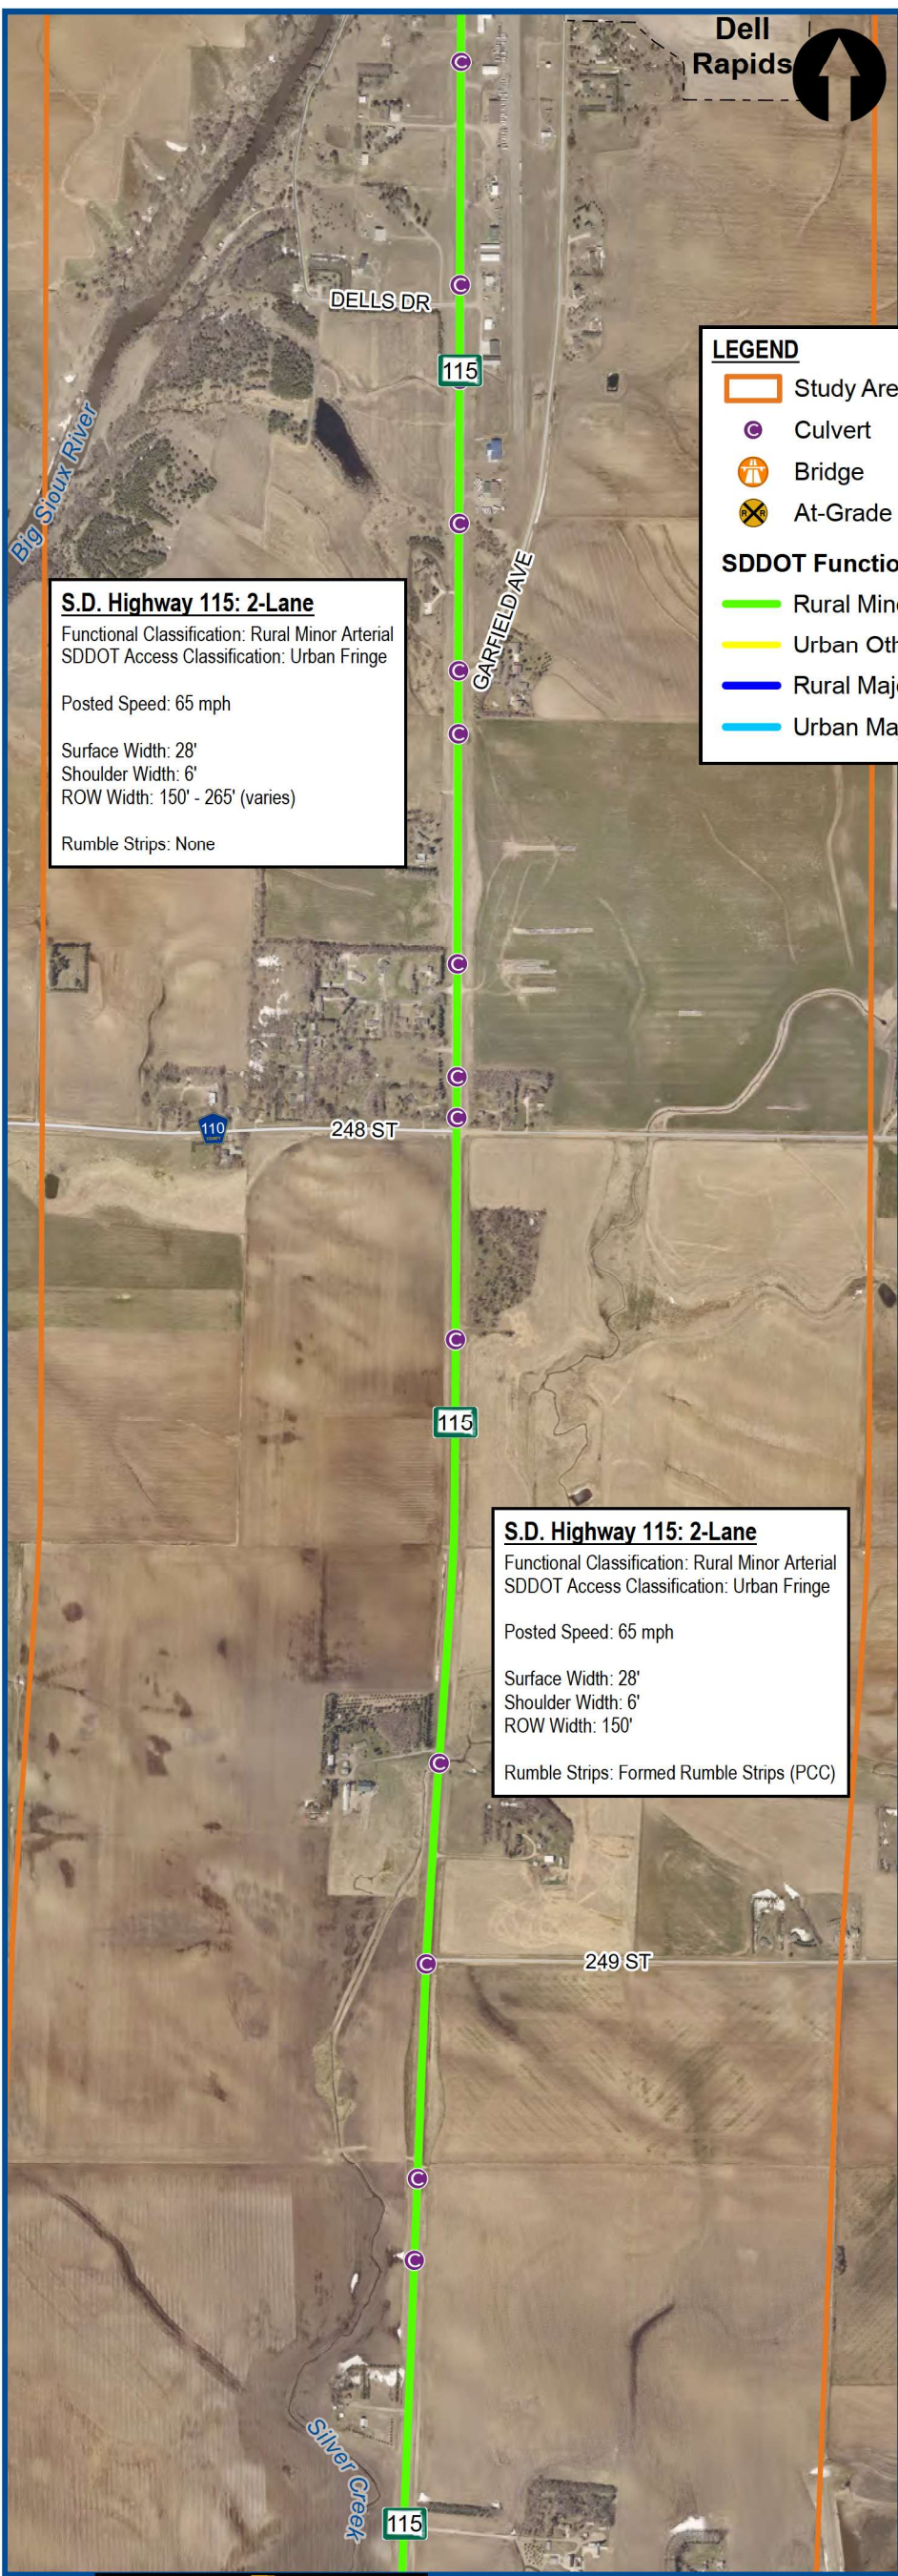 Dell
Rapids
DELLS DR
115
Big Sioux River
GARFIELD AVE
LEGEND
Study Are
C Culvert
Bridge
R R At-Grade
SDDOT Functio
Rural Mino
Urban Oth
Rural Majo
Urban Ma
S.D. Highway 115: 2-Lane
Functional Classification: Rural Minor Arterial
SDDOT Access Classification: Urban Fringe
Posted Speed: 65 mph
Surface Width: 28'
Shoulder Width: 6'
ROW Width: 150' - 265' (varies)
Rumble Strips: None
110
248 ST
115
S.D. Highway 115: 2-Lane
Functional Classification: Rural Minor Arterial
SDDOT Access Classification: Urban Fringe
Posted Speed: 65 mph
Surface Width: 28'
Shoulder Width: 6'
ROW Width: 150'
Rumble Strips: Formed Rumble Strips (PCC)
249 ST
Silver Creek
115